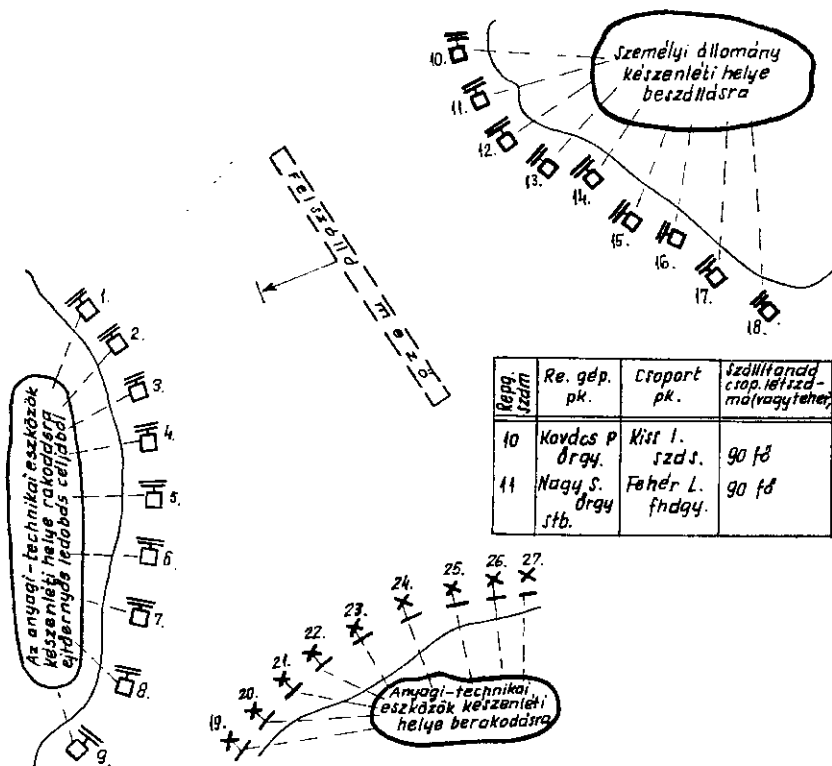 10.
11.
12.
13.
14.
15.
16.
17.
18.
Személyi állomány
készenléti helye
beszállásra
Felszálló mező
1.
2.
3.
4.
5.
6.
7.
8.
9.
Az anyagi-technikai eszközök
készenléti helye rakodásra
ejtőernyős ledobás céljából
Repg. szám
Re. gép. pk.
Csoport pk.
Szállítandó
csop. létszá-
ma (vagy teher)
10 Kovács P Kiss I.
őrgy. szds. 90 fő
11 Nagy S. Fehér L. 90 fő
őrgy fhdgy.
stb.
19.
20.
21.
22.
23.
24.
25.
26.
27.
Anyagi-technikai
eszközök készenléti
helye berakodásra